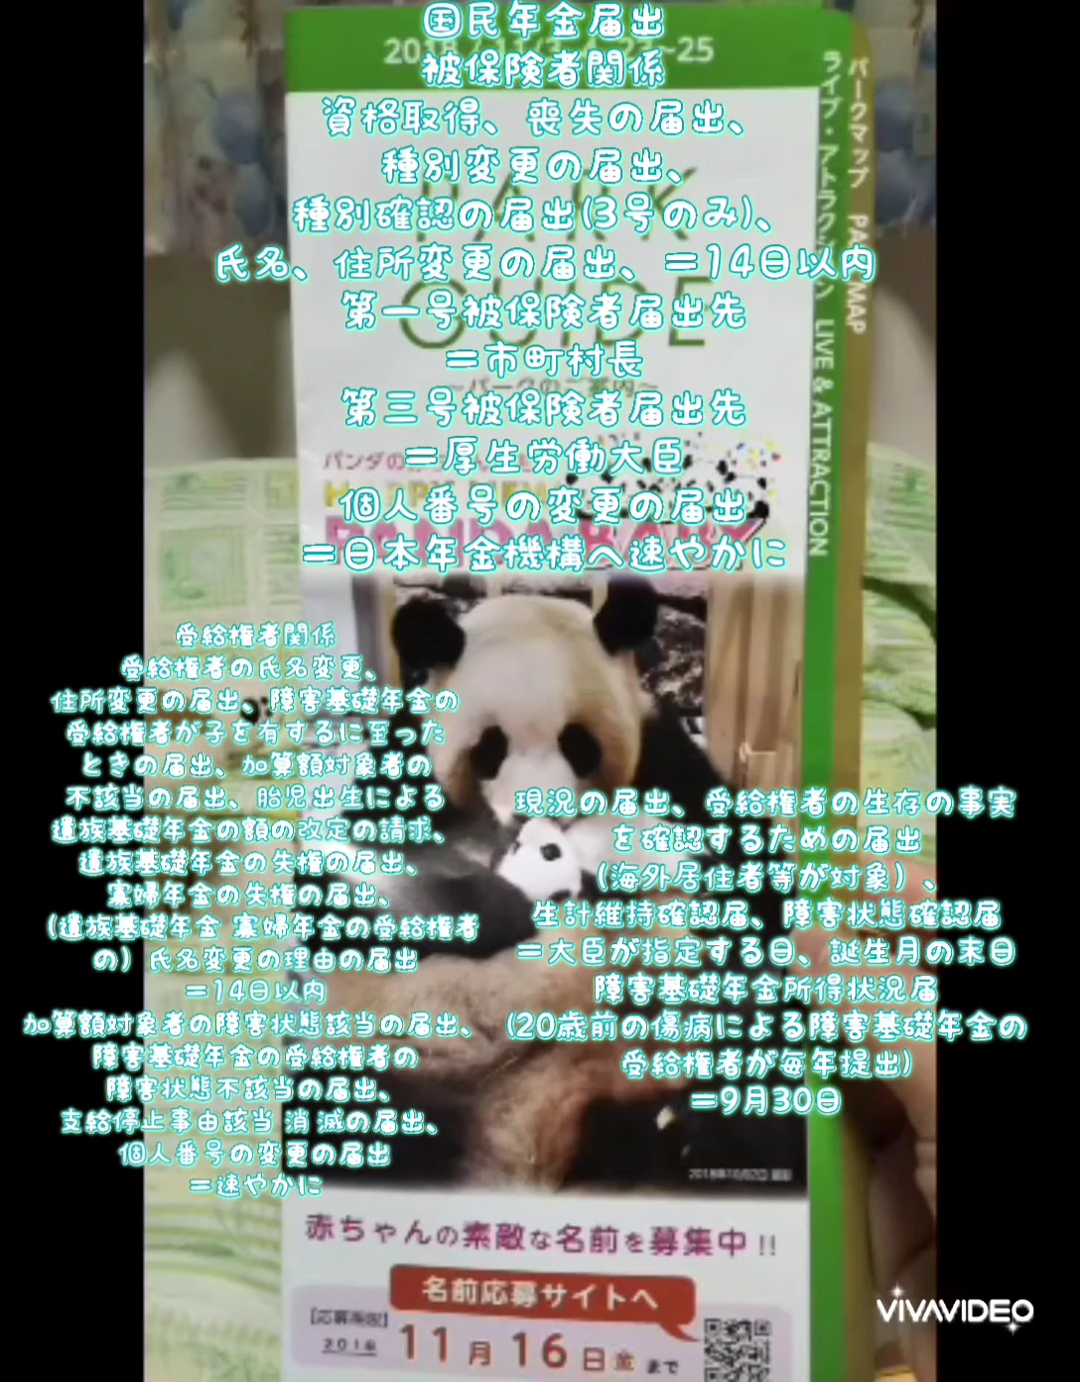 国民年金届出
被保険者関係
資格取得、喪失の届出、
種別変更の届出、
種別確認の届出(3号のみ)、
氏名、住所変更の届出、＝14日以内
第一号被保険者届出先
＝市町村長
第三号被保険者届出先
＝厚生労働大臣
個人番号の変更の届出
＝日本年金機構へ速やかに
受給権者関係
受給権者の氏名変更、
住所変更の届出、障害基礎年金の
受給権者が子を有するに至った
ときの届出、加算額対象者の
不該当の届出、胎児出生による
遺族基礎年金の額の改定の請求、
遺族基礎年金の失権の届出、
寡婦年金の失権の届出、
(遺族基礎年金 寡婦年金の受給権者
の）氏名変更の理由の届出
＝14日以内
加算額対象者の障害状態該当の届出、
障害基礎年金の受給権者の
障害状態不該当の届出、
支給停止事由該当 消滅の届出、
個人番号の変更の届出
＝速やかに
現況の届出、受給権者の生存の事実
を確認するための届出
（海外居住者等が対象）、
生計維持確認届、障害状態確認届
＝大臣が指定する日、誕生月の末日
障害基礎年金所得状況届
(20歳前の傷病による障害基礎年金の
受給権者が毎年提出)
＝9月30日
パークマップ PARK MAP
ライブ・アトラクション LIVE & ATTRACTION
PARK
GUIDE
〜パークのご案内〜
赤ちゃんの素敵な名前を募集中!!
名前応募サイトへ
【応募期限】
2018
11月16日金まで
VIVAVIDEO